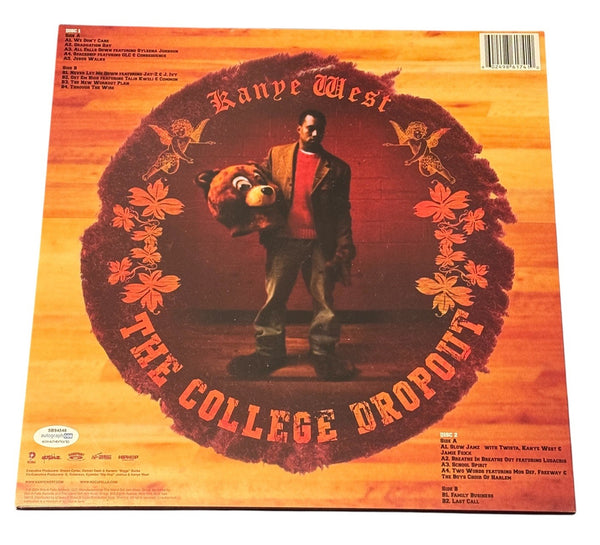 Disc 1
Side A
A1. We Don't Care
A2. Graduation Day
A3. All Falls Down featuring Syleena Johnson
A4. Spaceship featuring GLC & Consequence
A5. Jesus Walks
Side B
B1. Never Let Me Down featuring Jay-Z & J. Ivy
B2. Get Em High featuring Talib Kweli & Common
B3. The New Workout Plan
B4. Through The Wire
Kanye West
THE COLLEGE DROPOUT
Disc 2
Side A
A1. Slow Jamz with Twista, Kanye West &
Jamie Foxx
A2. Breathe In Breathe Out featuring Ludacris
A3. School Spirit
A4. Two Words featuring Mos Def, Freeway &
The Boys Choir Of Harlem
Side B
B1. Family Business
B2. Last Call
autograph